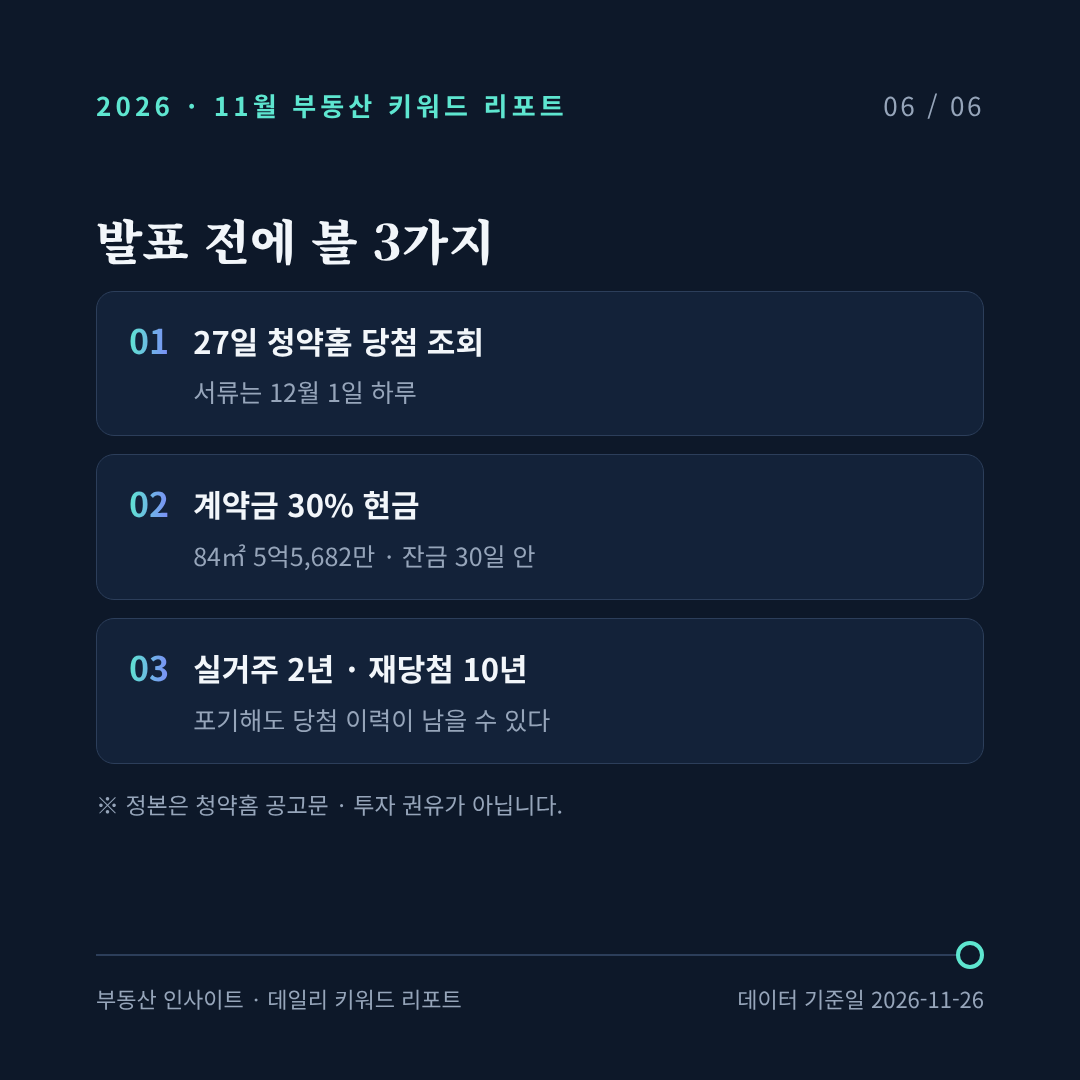 2026 · 11월 부동산 키워드 리포트
06 / 06
발표 전에 볼 3가지
01 27일 청약홈 당첨 조회
서류는 12월 1일 하루
02 계약금 30% 현금
84㎡ 5억5,682만 · 잔금 30일 안
03 실거주 2년 · 재당첨 10년
포기해도 당첨 이력이 남을 수 있다
※ 정본은 청약홈 공고문 · 투자 권유가 아닙니다.
부동산 인사이트 · 데일리 키워드 리포트
데이터 기준일 2026-11-26